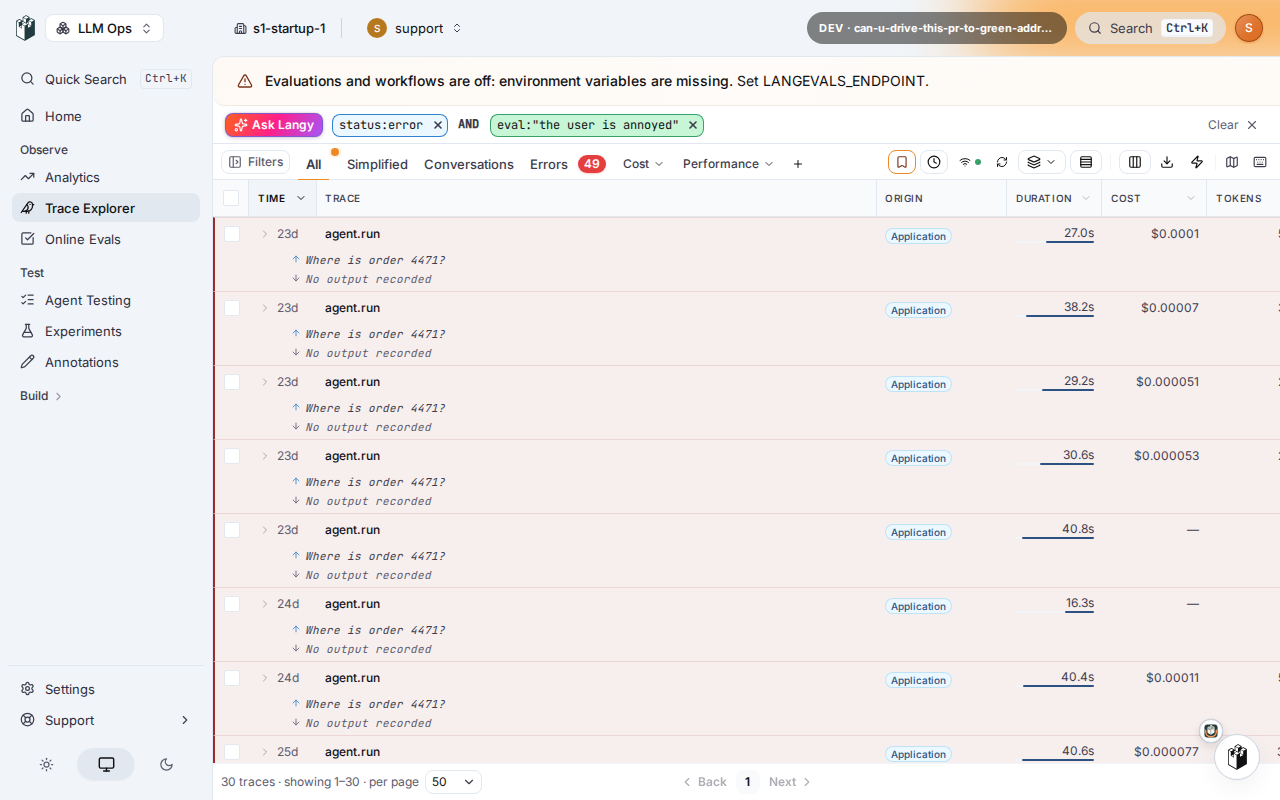 LLM Ops
s1-startup-1
S support
DEV · can-u-drive-this-pr-to-green-addr...
Search Ctrl+K
S
Quick Search Ctrl+K
Home
Observe
Analytics
Trace Explorer
Online Evals
Test
Agent Testing
Experiments
Annotations
Build
Settings
Support
Evaluations and workflows are off: environment variables are missing. Set LANGEVALS_ENDPOINT.
Ask Langy status:error AND eval:"the user is annoyed" Clear
Filters All Simplified Conversations Errors 49 Cost Performance
TIME TRACE ORIGIN DURATION COST TOKENS
23d agent.run Application 27.0s $0.0001
Where is order 4471?
No output recorded
23d agent.run Application 38.2s $0.00007
Where is order 4471?
No output recorded
23d agent.run Application 29.2s $0.000051
Where is order 4471?
No output recorded
23d agent.run Application 30.6s $0.000053
Where is order 4471?
No output recorded
23d agent.run Application 40.8s —
Where is order 4471?
No output recorded
24d agent.run Application 16.3s —
Where is order 4471?
No output recorded
24d agent.run Application 40.4s $0.00011
Where is order 4471?
No output recorded
25d agent.run Application 40.6s $0.000077
30 traces · showing 1–30 · per page 50 Back 1 Next